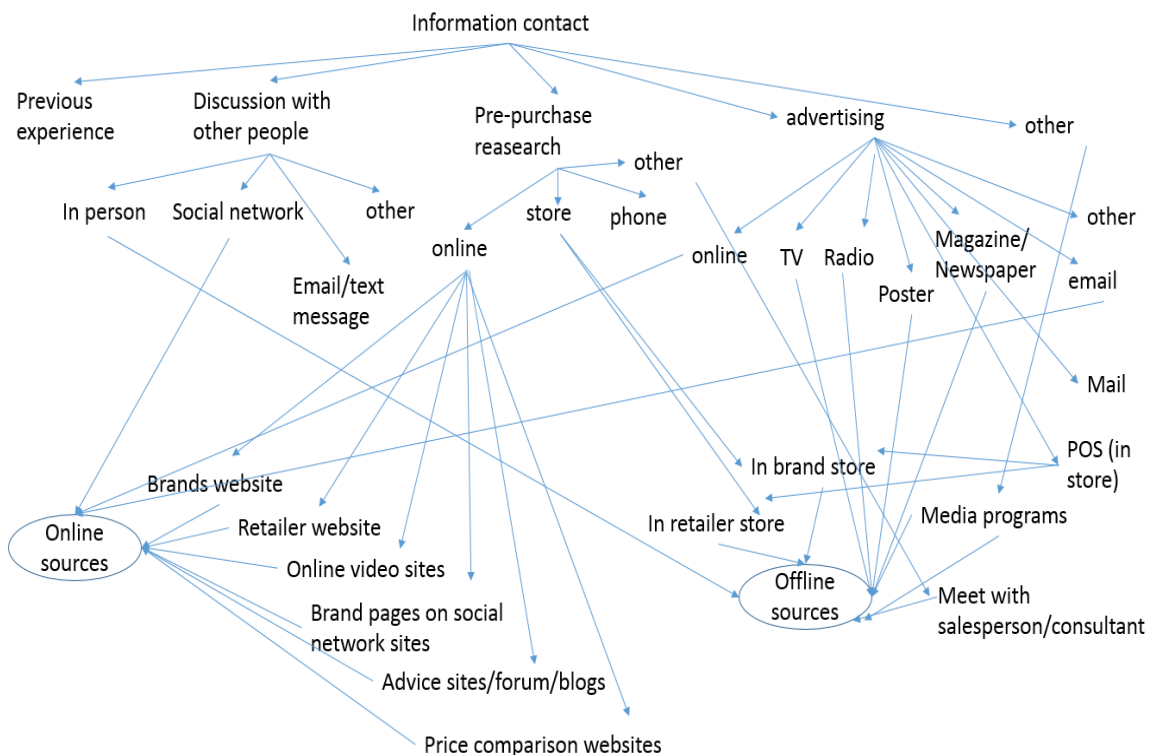 Information contact
Previous
experience
Discussion with
other people
Pre-purchase
reasearch
advertising
other
In person
Social network
other
Email/text
message
online
store
phone
other
online
TV
Radio
Poster
Magazine/
Newspaper
other
email
Mail
POS (in
store)
Brands website
Retailer website
Online video sites
Brand pages on social
network sites
Advice sites/forum/blogs
Price comparison websites
Online
sources
In brand store
In retailer store
Media programs
Offline
sources
Meet with
salesperson/consultant